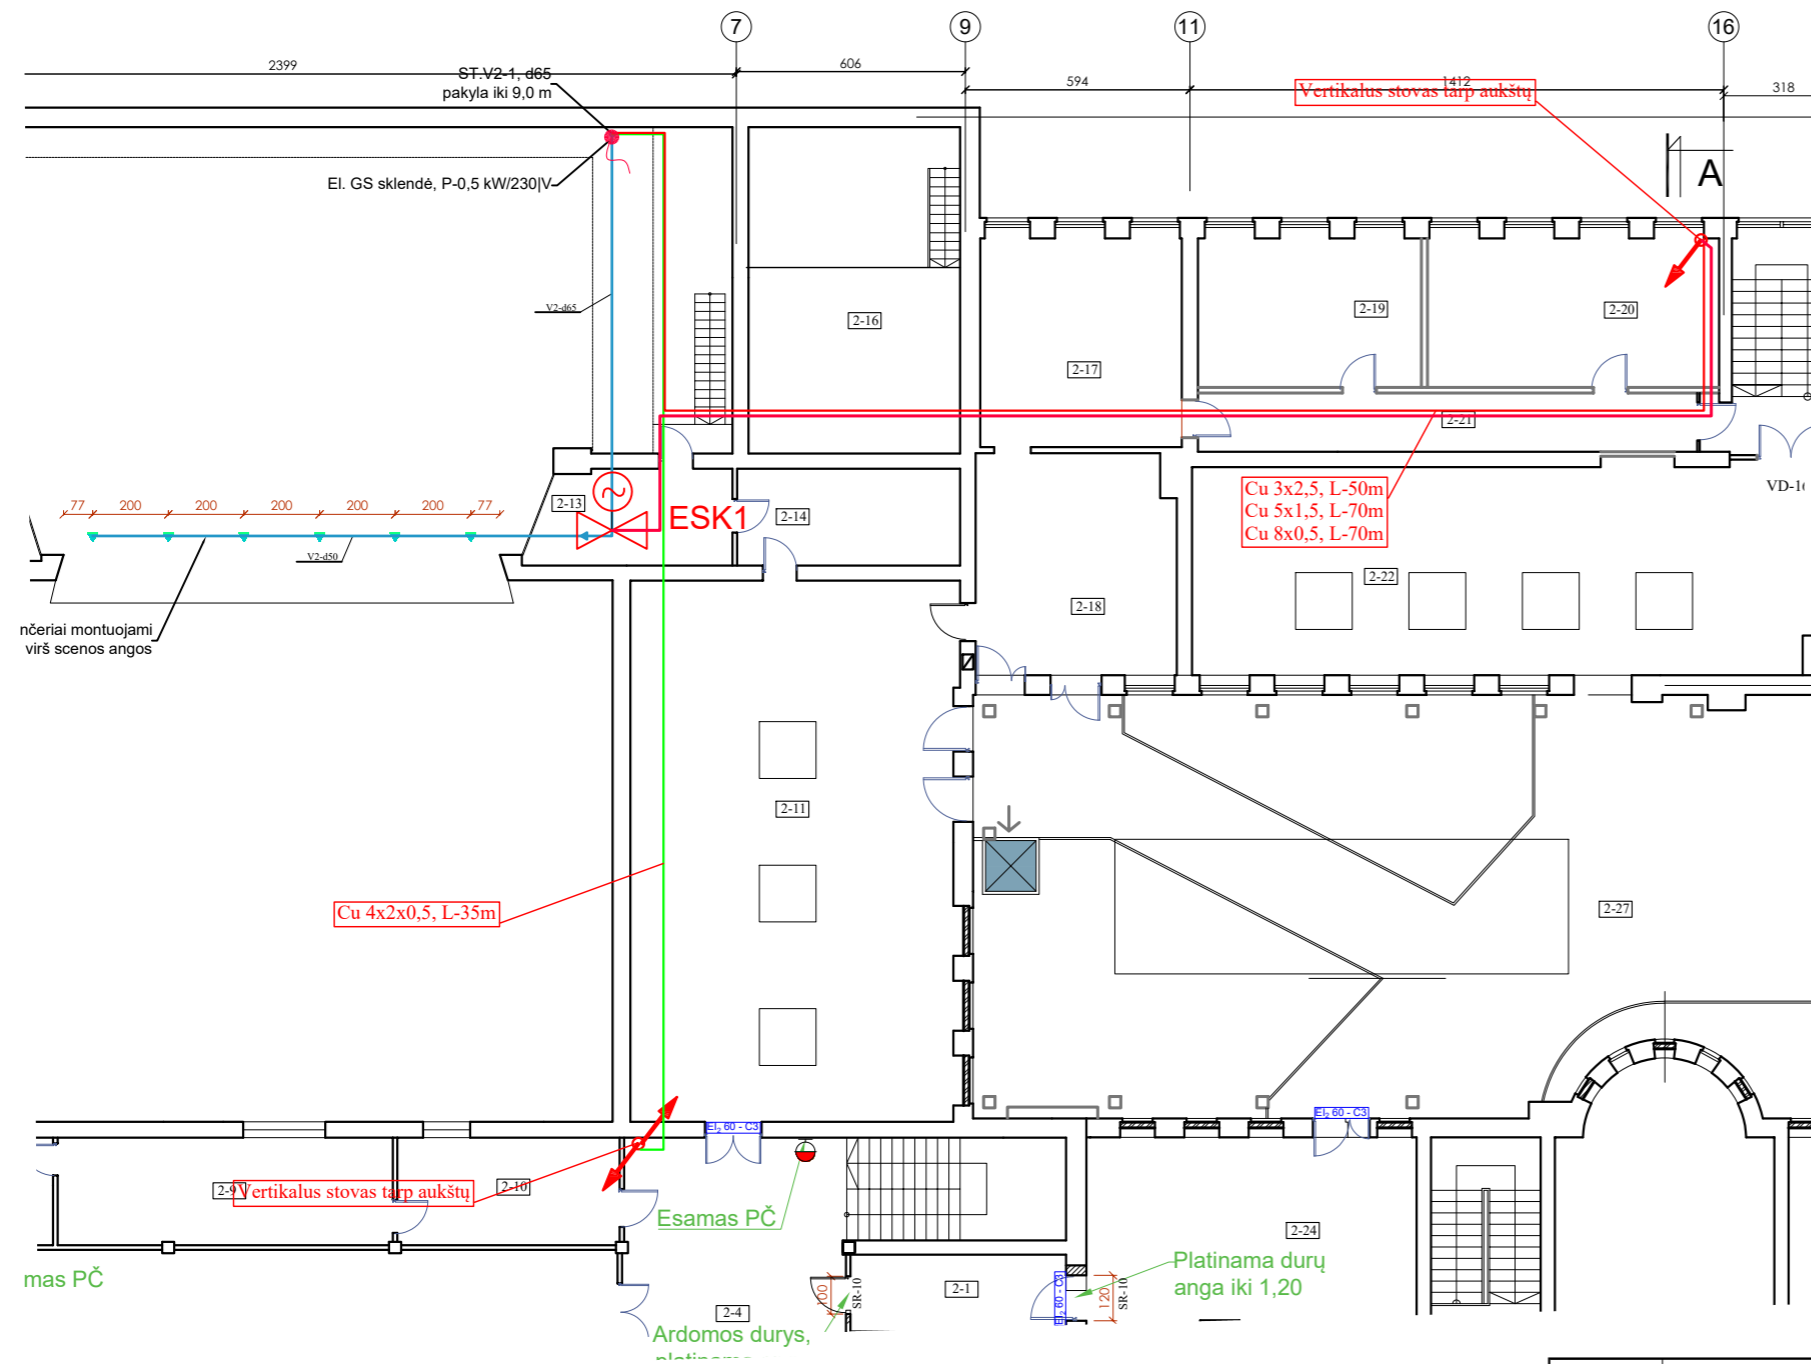 7
9
11
16
2399
606
594
1412
318
ST.V2-1, d65
pakyla iki 9,0 m
Vertikalus stovas tarp aukštų
A
El. GS sklendė, P-0,5 kW/230|V
V2-d65
2-16
2-19
2-20
2-17
2-21
Cu 3x2,5, L-50m
Cu 5x1,5, L-70m
Cu 8x0,5, L-70m
VD-16
77
200
200
200
200
200
77
2-13
ESK1
2-14
V2-d50
2-22
2-18
nčeriai montuojami
virš scenos angos
2-11
Cu 4x2x0,5, L-35m
2-27
EI₂ 60 - C3
EI₂ 60 - C3
2-9
Vertikalus stovas tarp aukštų
2-10
Esamas PČ
2-24
mas PČ
2-4
100
SR-10
2-1
EI₂ 60 - C3
120
SR-10
Platinama durų
anga iki 1,20
Ardomos durys,